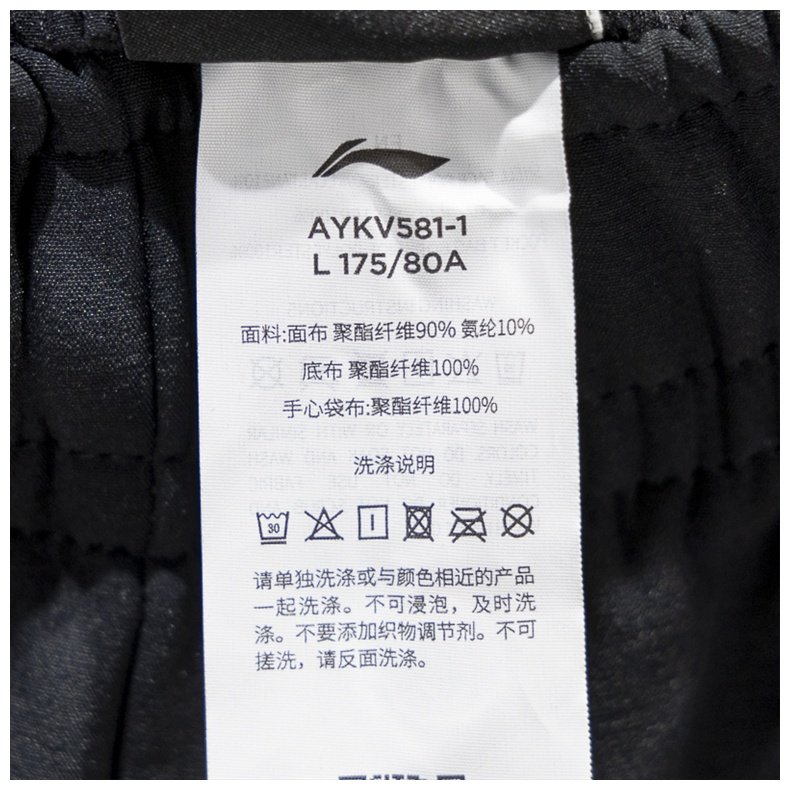 AYKV581-1
L 175/80A
面料:面布 聚酯纤维90% 氨纶10%
底布 聚酯纤维100%
手心袋布:聚酯纤维100%
洗涤说明
30
请单独洗涤或与颜色相近的产品
一起洗涤。不可浸泡，及时洗
涤。不要添加织物调节剂。不可
搓洗，请反面洗涤。